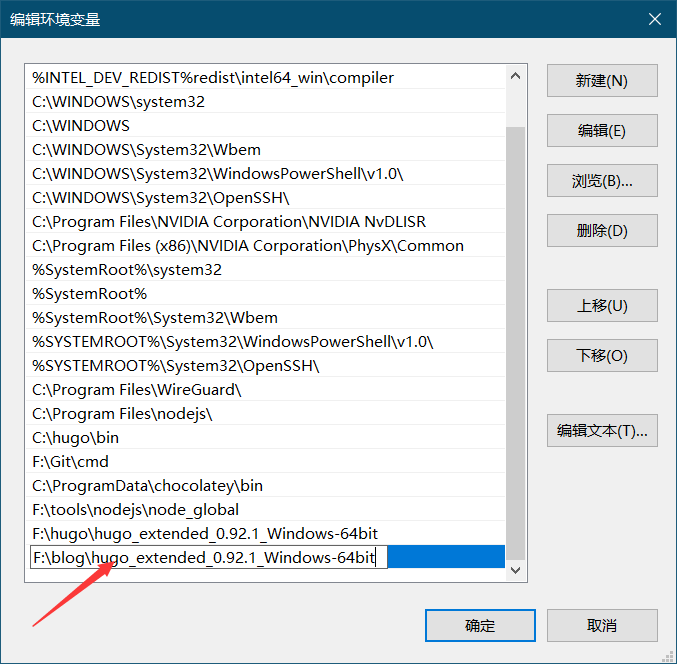 编辑环境变量
%INTEL_DEV_REDIST%redist\intel64_win\compiler
C:\WINDOWS\system32
C:\WINDOWS
C:\WINDOWS\System32\Wbem
C:\WINDOWS\System32\WindowsPowerShell\v1.0\
C:\WINDOWS\System32\OpenSSH\
C:\Program Files\NVIDIA Corporation\NVIDIA NvDLISR
C:\Program Files (x86)\NVIDIA Corporation\PhysX\Common
%SystemRoot%\system32
%SystemRoot%
%SystemRoot%\System32\Wbem
%SYSTEMROOT%\System32\WindowsPowerShell\v1.0\
%SYSTEMROOT%\System32\OpenSSH\
C:\Program Files\WireGuard\
C:\Program Files\nodejs\
C:\hugo\bin
F:\Git\cmd
C:\ProgramData\chocolatey\bin
F:\tools\nodejs\node_global
F:\hugo\hugo_extended_0.92.1_Windows-64bit
F:\blog\hugo_extended_0.92.1_Windows-64bit
新建(N)
编辑(E)
浏览(B)...
删除(D)
上移(U)
下移(O)
编辑文本(T)...
确定
取消